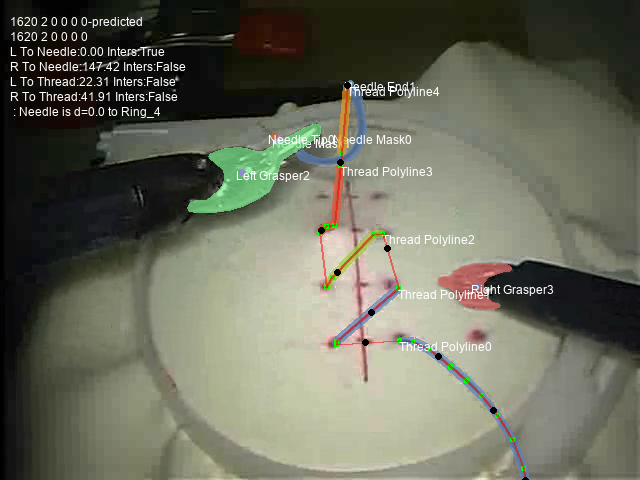 1620 2 0 0 0 0-predicted
1620 2 0 0 0 0
L To Needle:0.00 Inters:True
R To Needle:147.42 Inters:False
L To Thread:22.31 Inters:False
R To Thread:41.91 Inters:False
: Needle is d=0.0 to Ring_4
Needle End1
Thread Polyline4
Needle Tip0
Needle Mask0
Thread Polyline3
Left Grasper2
Thread Polyline2
Right Grasper3
Thread Polyline1
Thread Polyline0